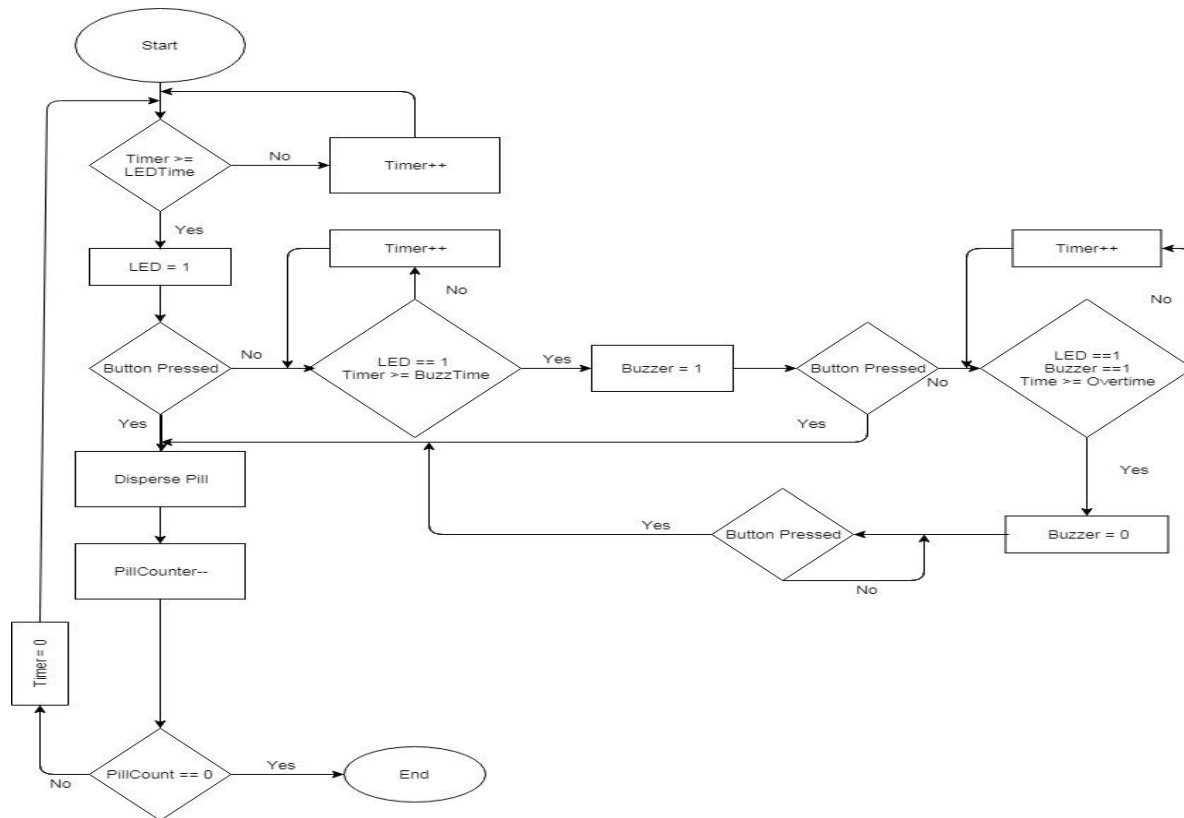 Start
Timer >=
LEDTime
No
Timer++
Yes
LED = 1
Timer++
No
Timer++
No
Button Pressed
No
LED == 1
Timer >= BuzzTime
Yes
Buzzer = 1
Button Pressed
No
LED ==1
Buzzer ==1
Time >= Overtime
Yes
Yes
Disperse Pill
Yes
Button Pressed
Yes
Buzzer = 0
No
PillCounter--
Timer = 0
PillCount == 0
No
Yes
End